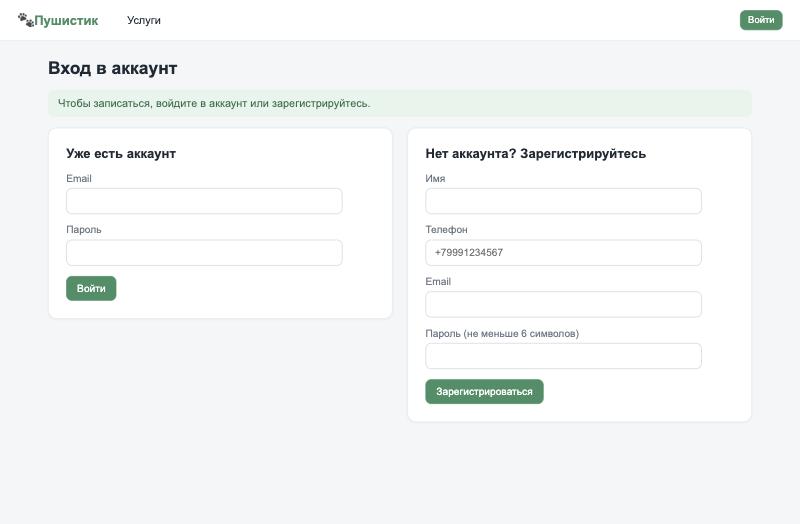 Пушистик
Услуги
Войти
Вход в аккаунт
Чтобы записаться, войдите в аккаунт или зарегистрируйтесь.
Уже есть аккаунт
Email
Пароль
Войти
Нет аккаунта? Зарегистрируйтесь
Имя
Телефон
+79991234567
Email
Пароль (не меньше 6 символов)
Зарегистрироваться